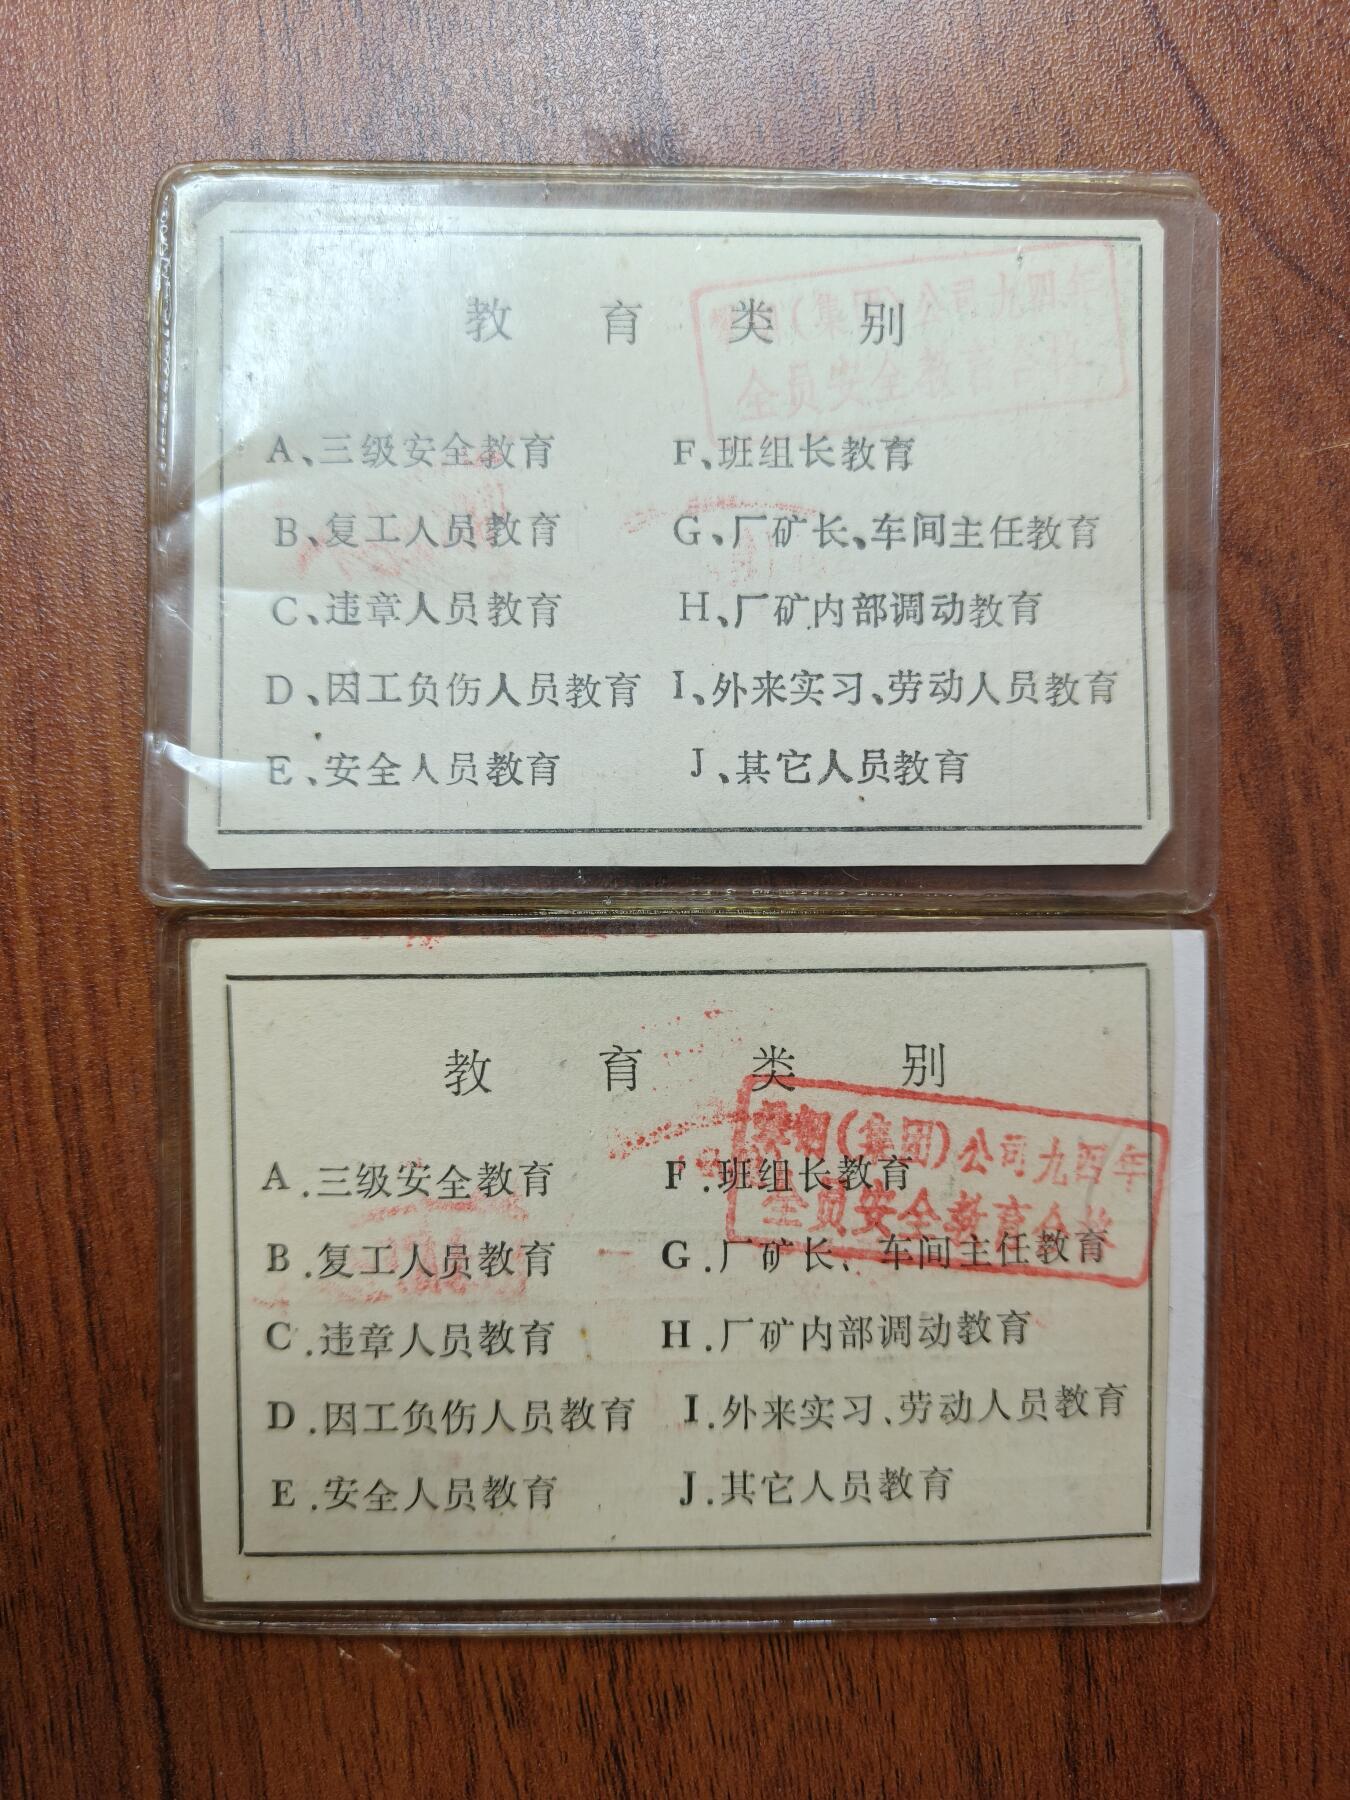 教育类别
攀钢(集团)公司九四年
全员安全教育合格
A、三级安全教育 F、班组长教育
B、复工人员教育 G、厂矿长、车间主任教育
C、违章人员教育 H、厂矿内部调动教育
D、因工负伤人员教育 I、外来实习、劳动人员教育
E、安全人员教育 J、其它人员教育
教育类别
攀钢(集团)公司九四年
全员安全教育合格
A.三级安全教育 F.班组长教育
B.复工人员教育 G.厂矿长、车间主任教育
C.违章人员教育 H.厂矿内部调动教育
D.因工负伤人员教育 I.外来实习、劳动人员教育
E.安全人员教育 J.其它人员教育